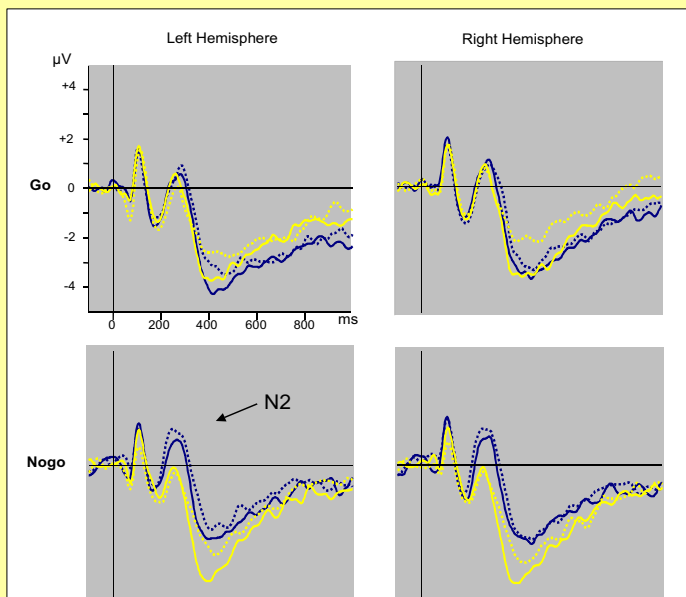 Left Hemisphere
Right Hemisphere
µV
+4
+2
Go
0
-2
-4
0 200 400 600 800 ms
N2
Nogo